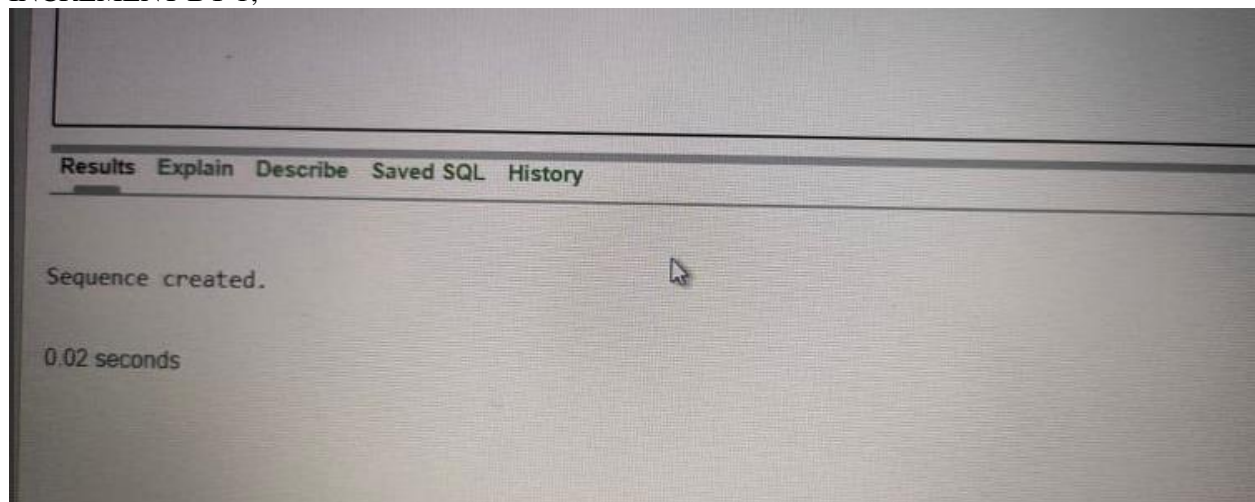 Results Explain Describe Saved SQL History
Sequence created.
0.02 seconds